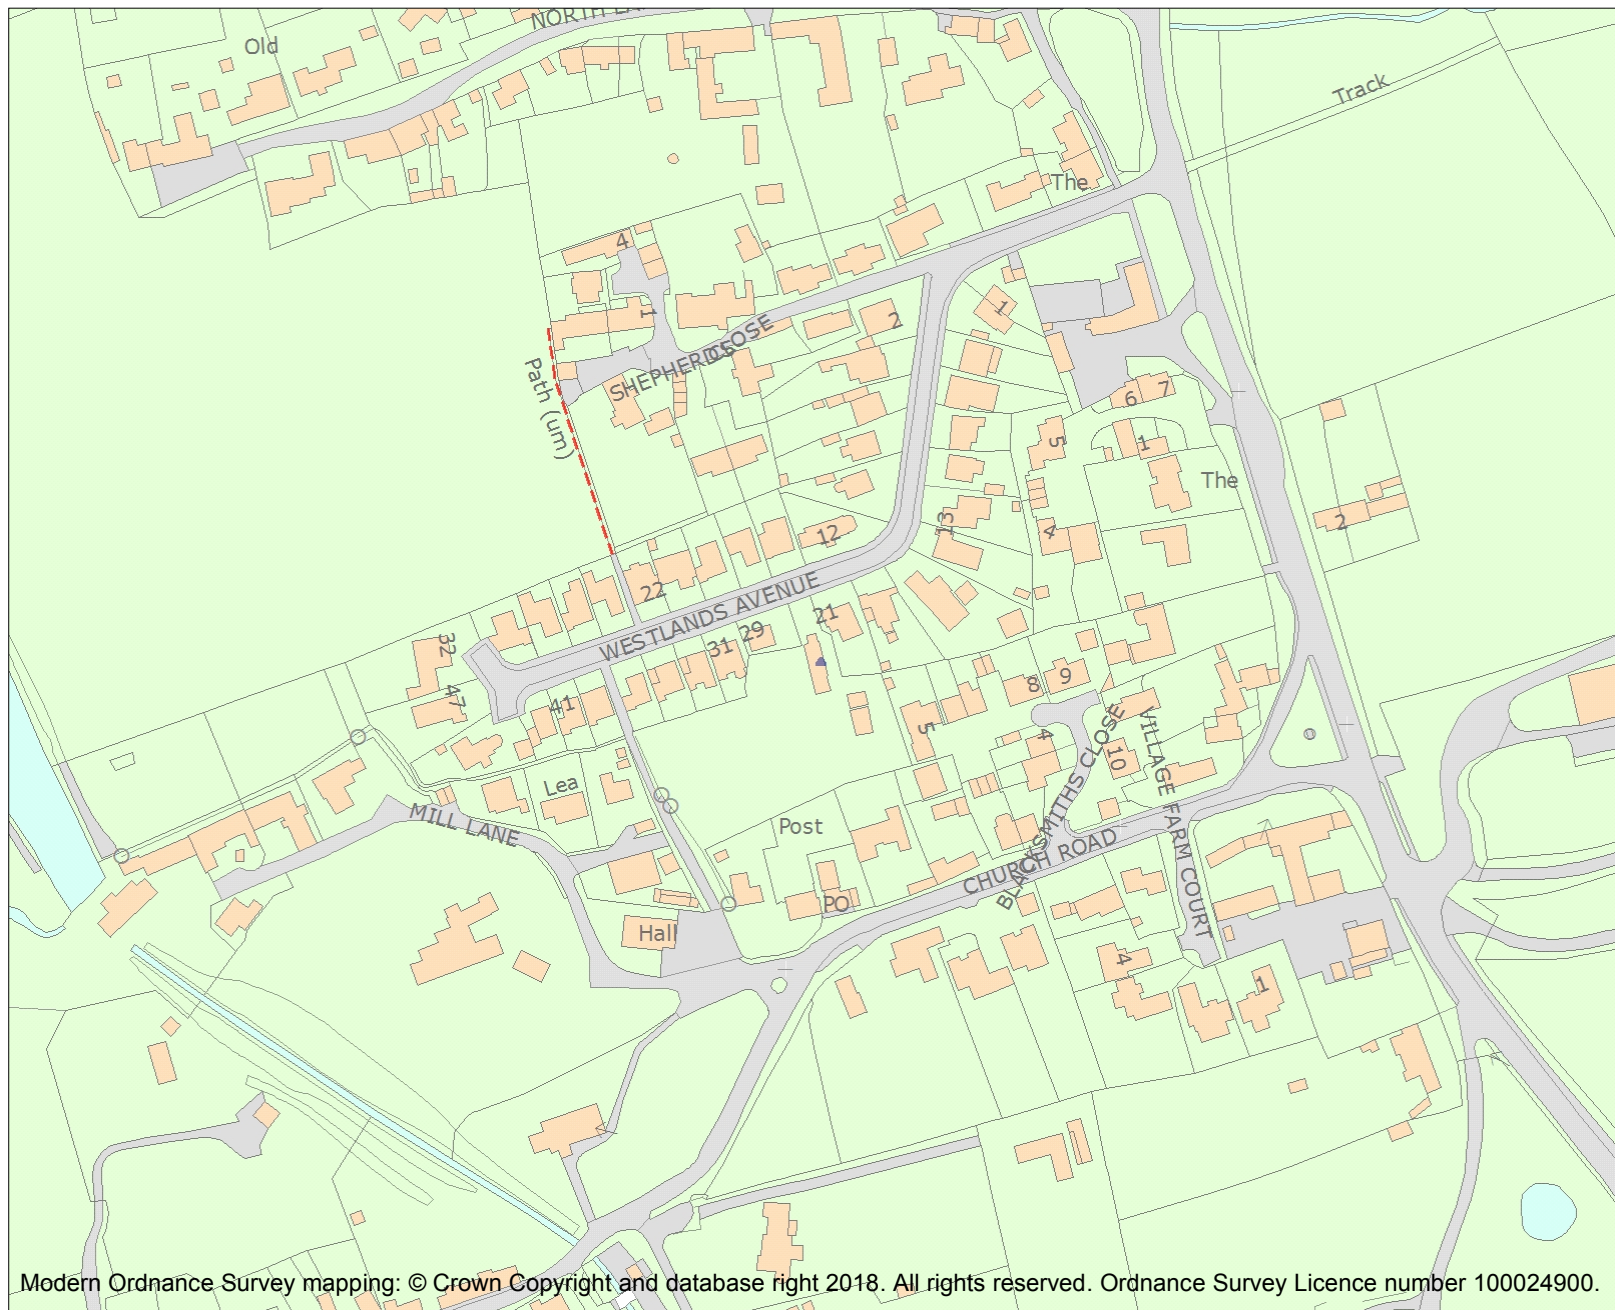 NORTH LA
Old
Track
The
4
1
2
1
SHEPHERDS
CLOSE
Path (um)
6
7
5
1
The
2
12
13
4
22
WESTLANDS AVENUE
21
29
31
32
47
41
8
9
5
4
10
BLACKSMITHS CLOSE
VILLAGE FARM COURT
Lea
MILL LANE
Post
CHURCH ROAD
PO
Hall
4
1
Modern Ordnance Survey mapping: © Crown Copyright and database right 2018. All rights reserved. Ordnance Survey Licence number 100024900.